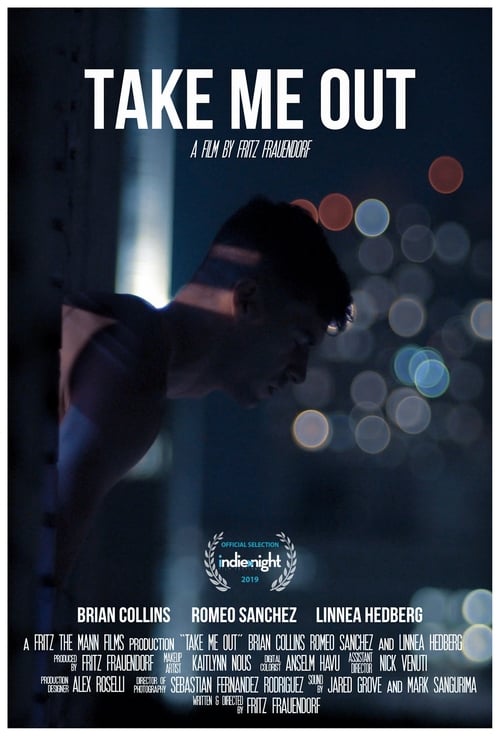 TAKE ME OUT
A FILM BY FRITZ FRAUENDORF
OFFICIAL SELECTION
indienight
2019
BRIAN COLLINS ROMEO SANCHEZ LINNEA HEDBERG
A FRITZ THE MANN FILMS PRODUCTION "TAKE ME OUT" BRIAN COLLINS ROMEO SANCHEZ AND LINNEA HEDBERG
PRODUCED BY FRITZ FRAUENDORF MAKEUP ARTIST KAITLYNN NOUS DIGITAL COLORIST ANSELM HAVU ASSISTANT DIRECTOR NICK VENUTI
PRODUCTION DESIGNER ALEX ROSELLI DIRECTOR OF PHOTOGRAPHY SEBASTIAN FERNANDEZ RODRIGUEZ SOUND BY JARED GROVE AND MARK SANGURIMA
WRITTEN & DIRECTED BY FRITZ FRAUENDORF